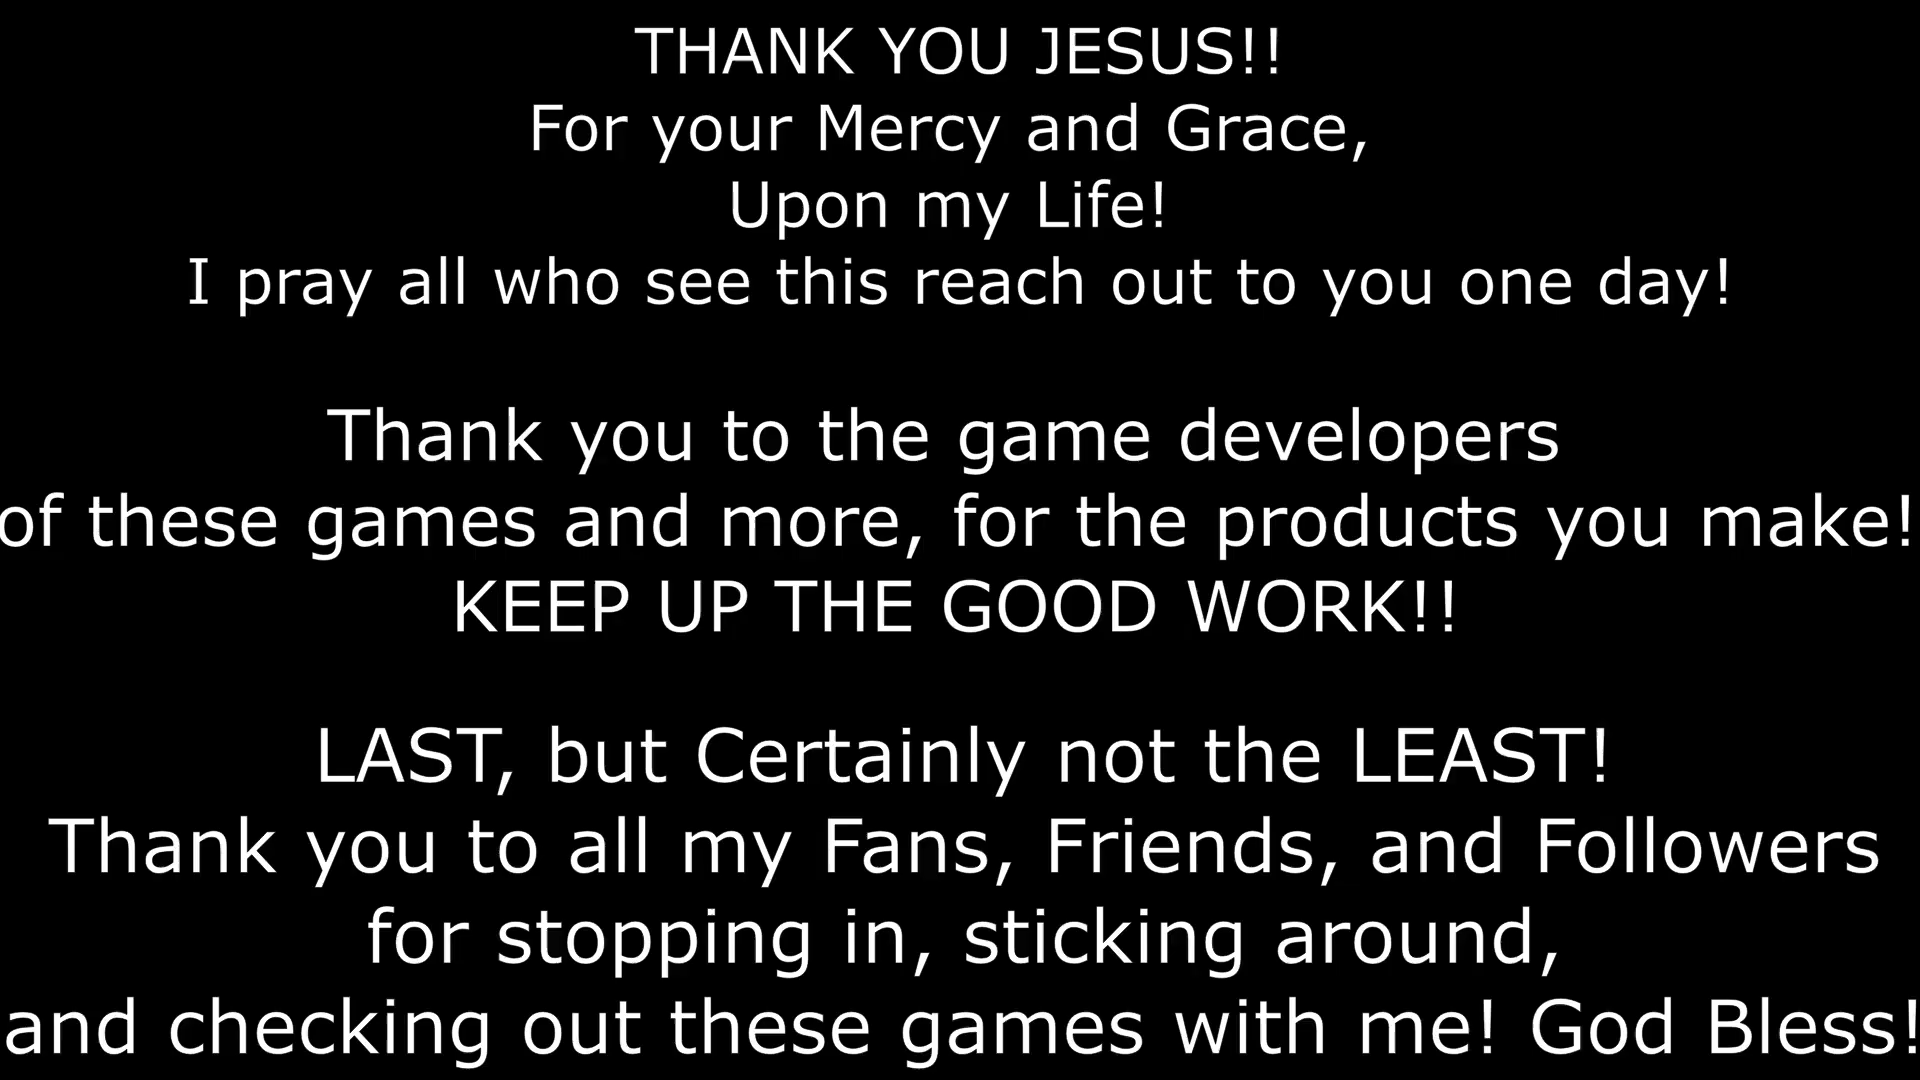 THANK YOU JESUS!!
For your Mercy and Grace,
Upon my Life!
I pray all who see this reach out to you one day!
Thank you to the game developers
of these games and more, for the products you make!
KEEP UP THE GOOD WORK!!
LAST, but Certainly not the LEAST!
Thank you to all my Fans, Friends, and Followers
for stopping in, sticking around,
and checking out these games with me! God Bless!